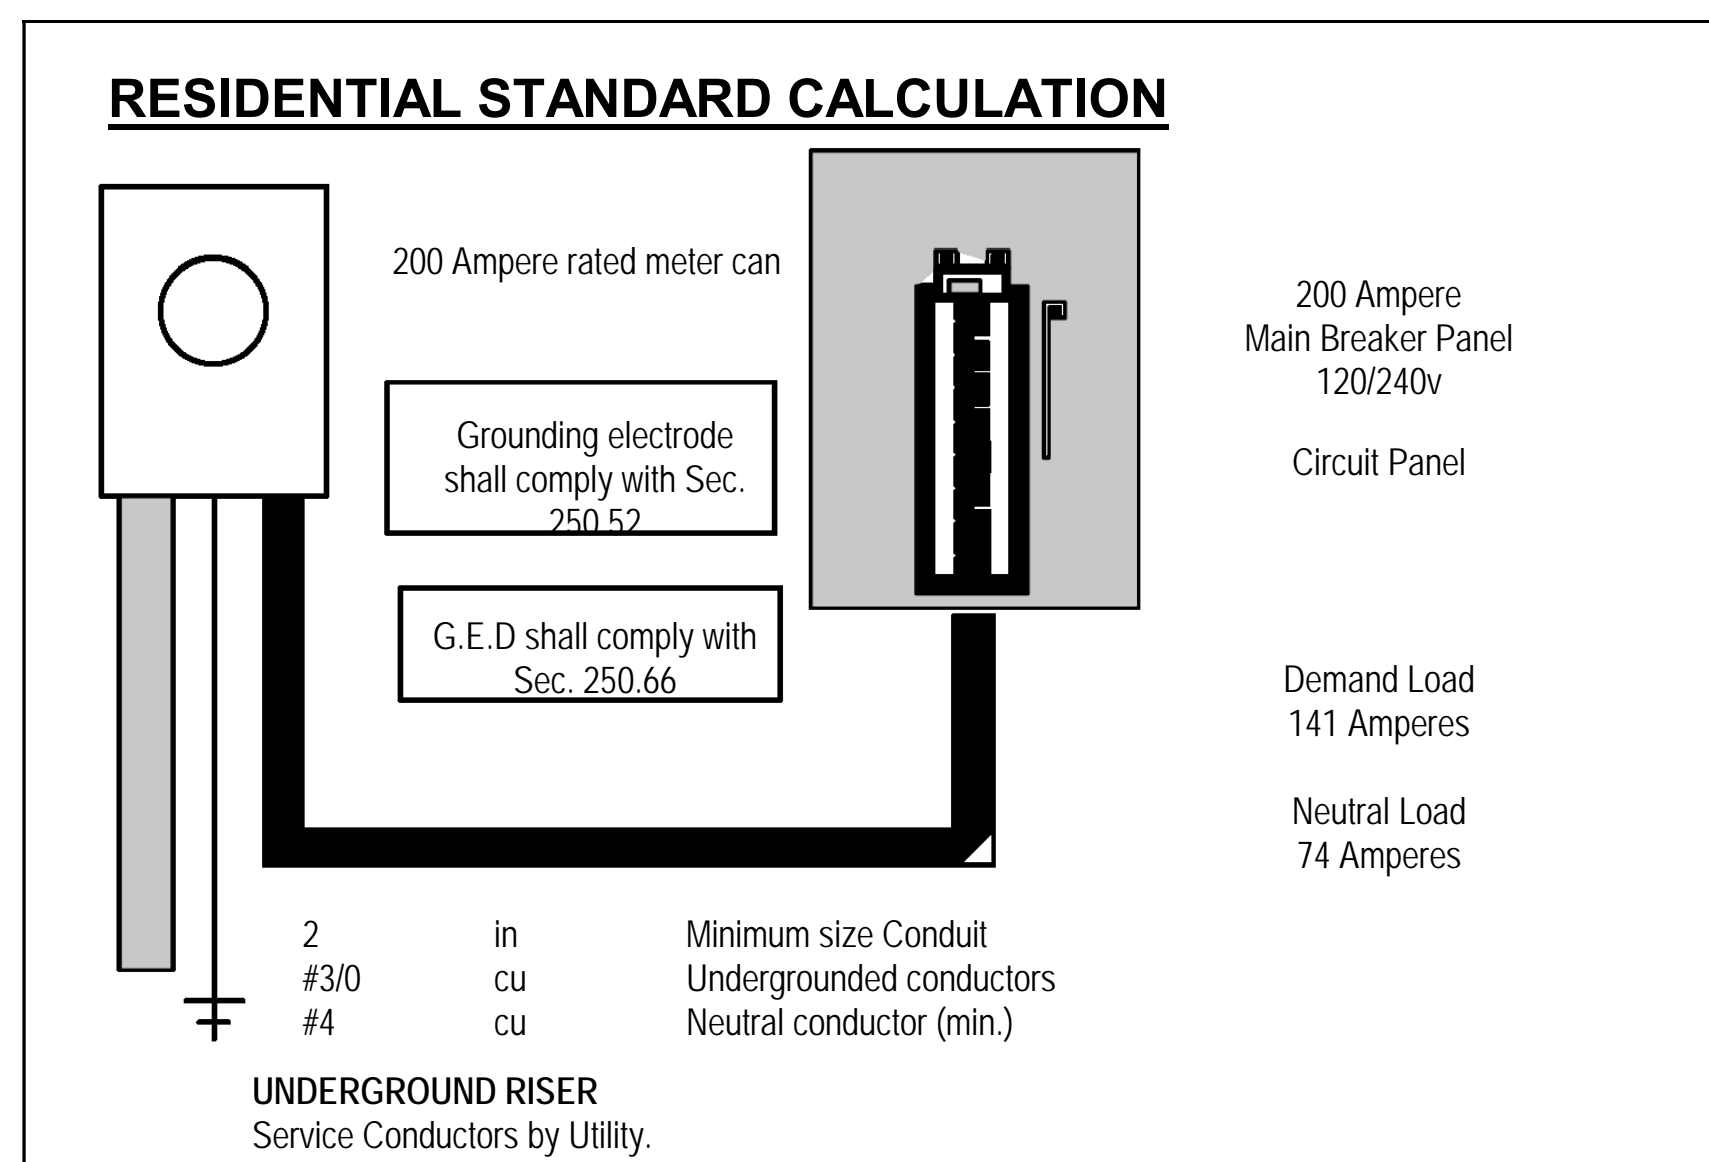 RESIDENTIAL STANDARD CALCULATION
200 Ampere rated meter can
200 Ampere
Main Breaker Panel
120/240v
Circuit Panel
Grounding electrode
shall comply with Sec.
250.52
G.E.D shall comply with
Sec. 250.66
Demand Load
141 Amperes
Neutral Load
74 Amperes
2 in Minimum size Conduit
#3/0 cu Undergrounded conductors
#4 cu Neutral conductor (min.)
UNDERGROUND RISER
Service Conductors by Utility.